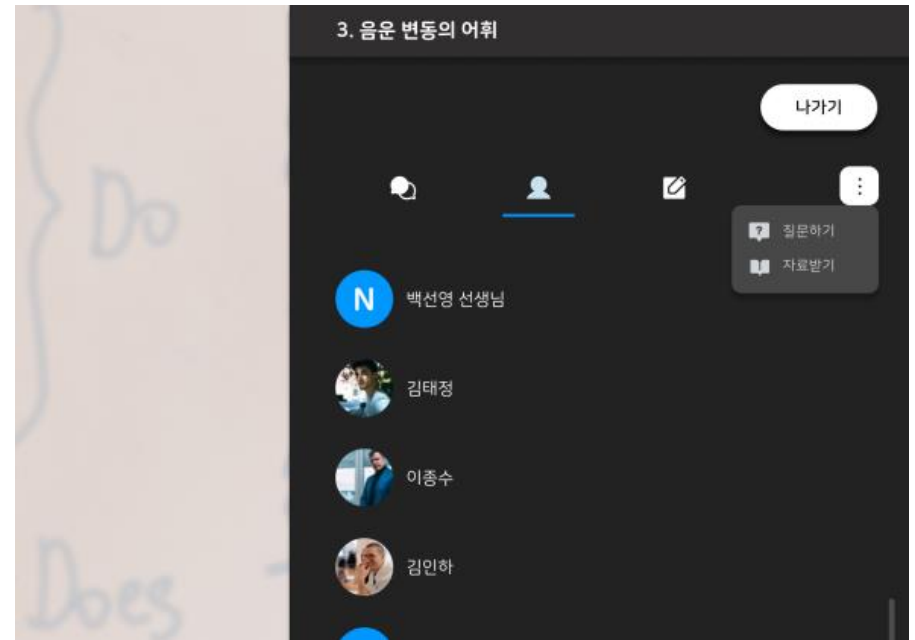 3. 음운 변동의 어휘
나가기
Do
질문하기
자료받기
N 백선영 선생님
김태정
이종수
김인하
Does